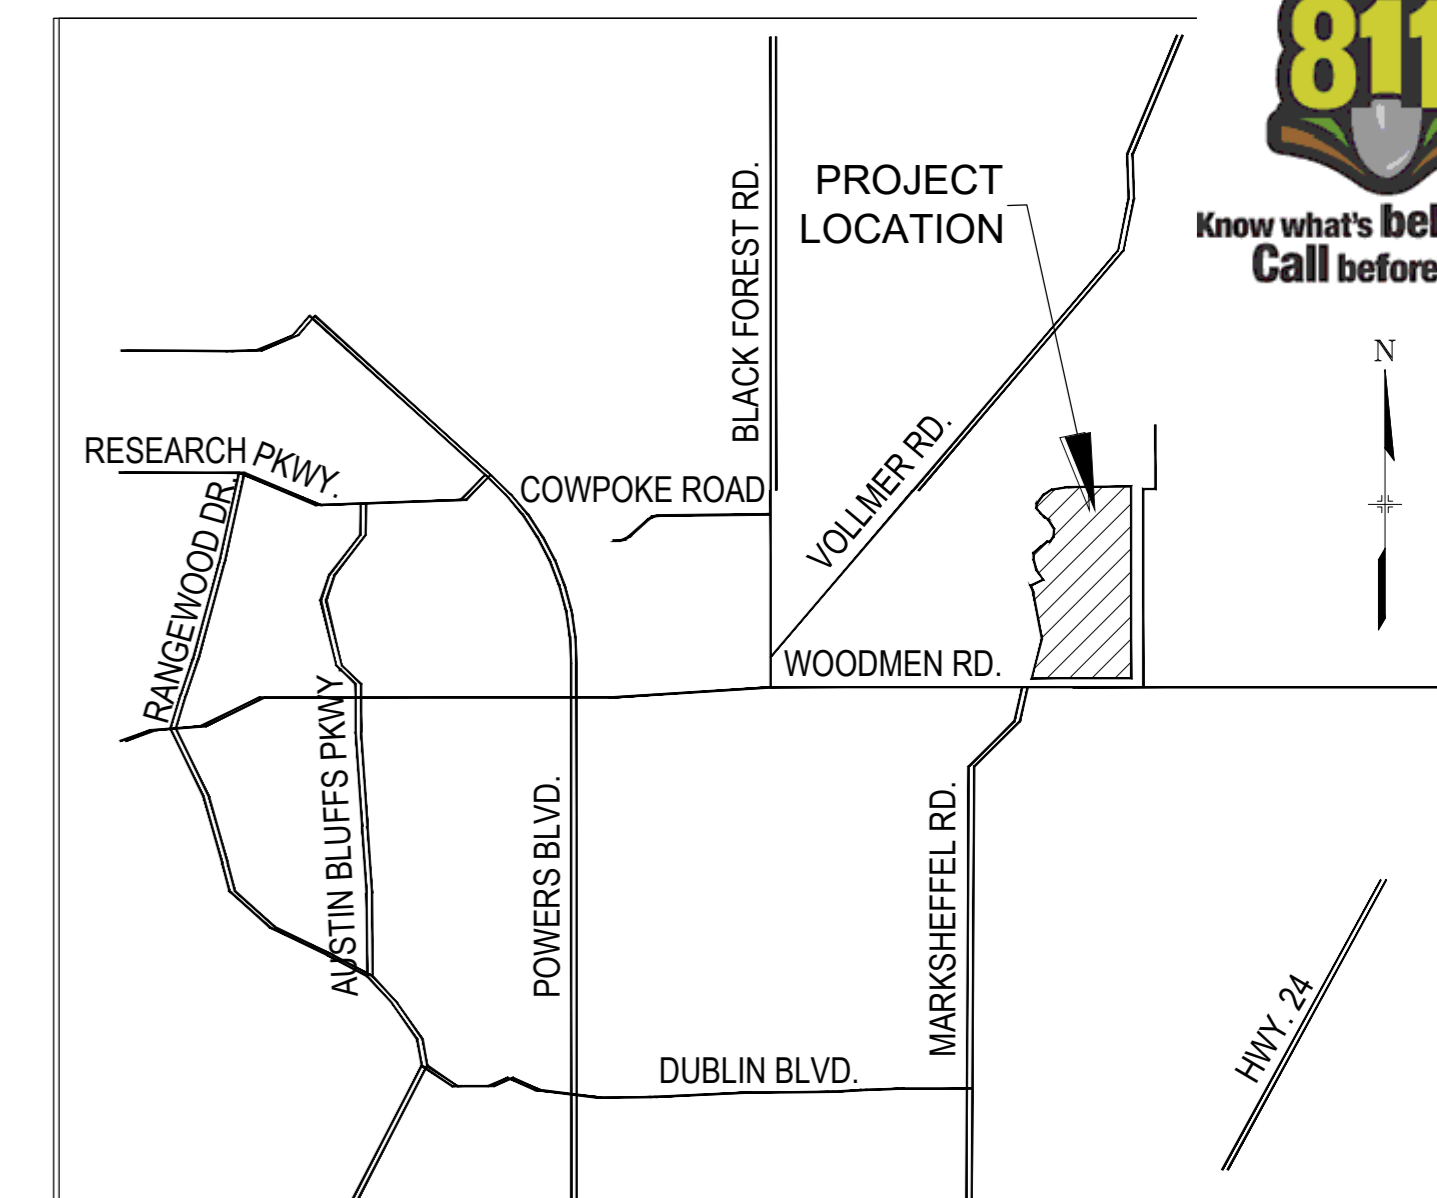 811
Know what's
Call before
PROJECT
LOCATION
N
BLACK FOREST RD.
VOLLMER RD.
RESEARCH PKWY.
COWPOKE ROAD
RANGEWOOD DR.
WOODMEN RD.
AUSTIN BLUFFS PKWY
POWERS BLVD.
MARKSHEFFEL RD.
HWY. 24
DUBLIN BLVD.